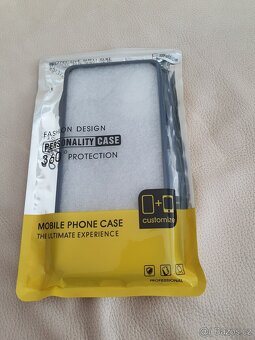 FASHION DESIGN
PERSONALITY CASE
360° PROTECTION
customize
MOBILE PHONE CASE
THE ULTIMATE EXPERIENCE
PROFESSIONAL